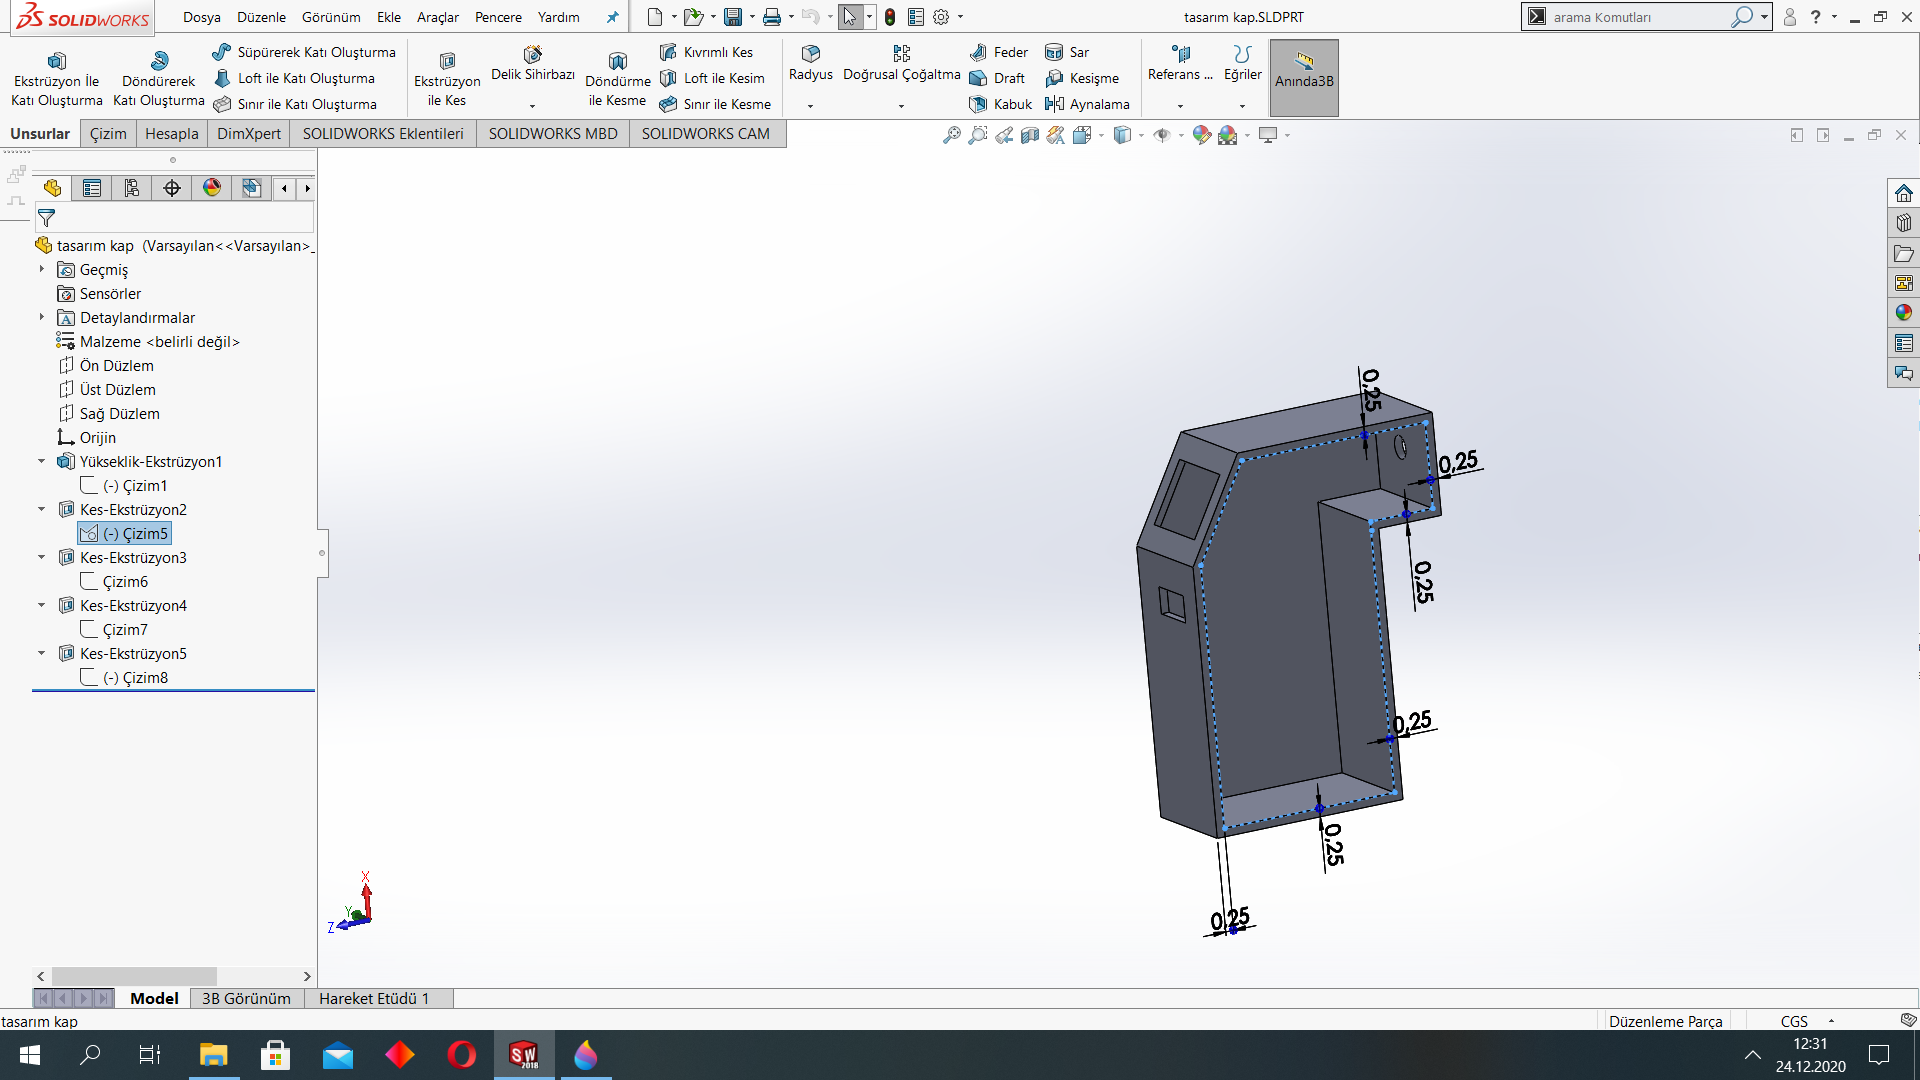 SOLIDWORKS
Dosya Düzenle Görünüm Ekle Araçlar Pencere Yardım
tasarım kap.SLDPRT
arama Komutları
Ekstrüzyon İle Katı Oluşturma
Döndürerek Katı Oluşturma
Süpürerek Katı Oluşturma
Loft ile Katı Oluşturma
Sınır ile Katı Oluşturma
Ekstrüzyon ile Kes
Delik Sihirbazı
Döndürme ile Kesme
Kıvrımlı Kes
Loft ile Kesim
Sınır ile Kesme
Radyus
Doğrusal Çoğaltma
Feder
Draft
Kabuk
Sar
Kesişme
Aynalama
Referans ...
Eğriler
Anında3B
Unsurlar Çizim Hesapla DimXpert SOLIDWORKS Eklentileri SOLIDWORKS MBD SOLIDWORKS CAM
tasarım kap (Varsayılan<<Varsayılan>_
Geçmiş
Sensörler
Detaylandırmalar
Malzeme <belirli değil>
Ön Düzlem
Üst Düzlem
Sağ Düzlem
Orijin
Yükseklik-Ekstrüzyon1
(-) Çizim1
Kes-Ekstrüzyon2
(-) Çizim5
Kes-Ekstrüzyon3
Çizim6
Kes-Ekstrüzyon4
Çizim7
Kes-Ekstrüzyon5
(-) Çizim8
0,25
0,25
0,25
0,25
0,25
0,25
X
Y
Z
Model 3B Görünüm Hareket Etüdü 1
tasarım kap
Düzenleme Parça
CGS
SW
2018
12:31
24.12.2020